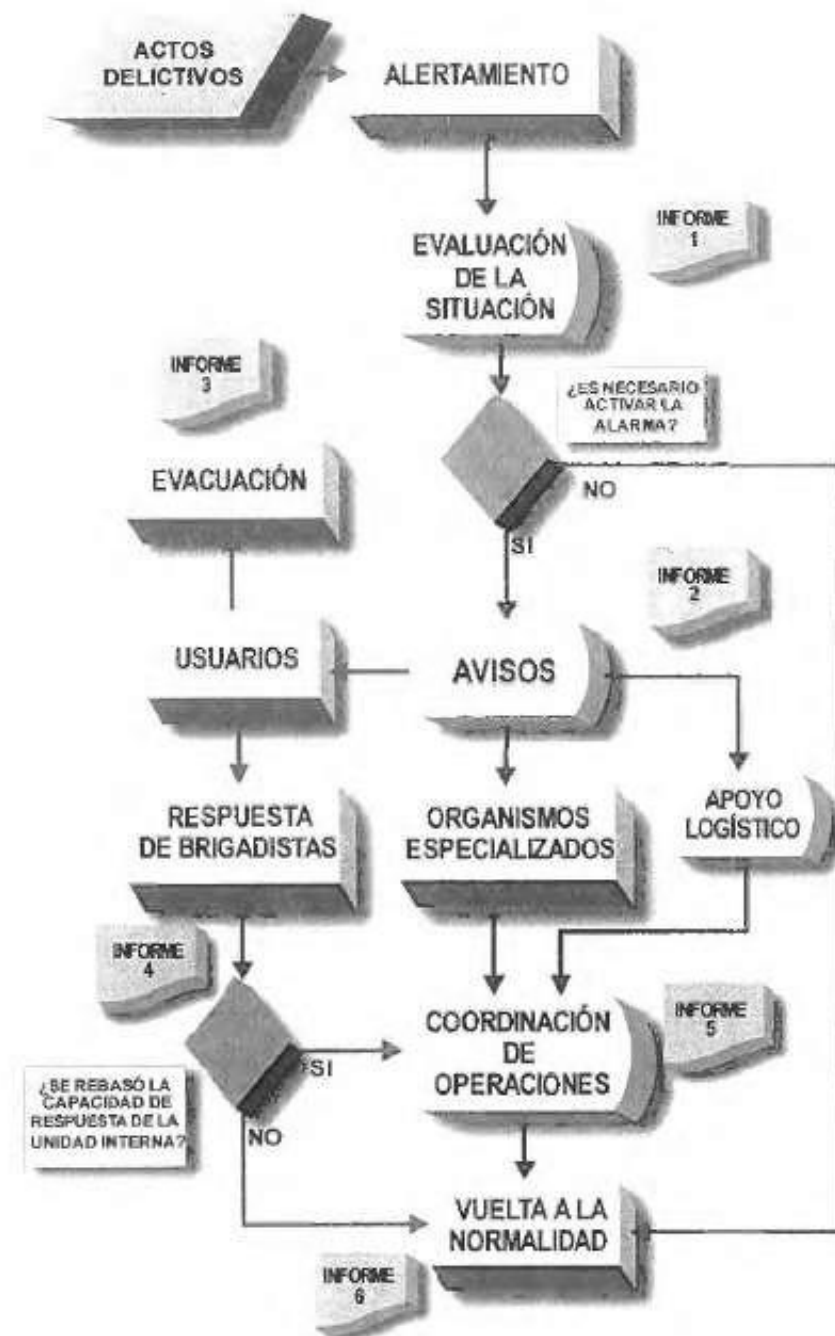 ACTOS
DELICTIVOS
ALERTAMIENTO
EVALUACIÓN
DE LA
SITUACIÓN
INFORME
1
¿ES NECESARIO
ACTIVAR LA
ALARMA?
NO
SI
INFORME
3
EVACUACIÓN
INFORME
2
USUARIOS
AVISOS
RESPUESTA
DE BRIGADISTAS
ORGANISMOS
ESPECIALIZADOS
APOYO
LOGÍSTICO
INFORME
4
¿SE REBASÓ LA
CAPACIDAD DE
RESPUESTA DE LA
UNIDAD INTERNA?
SI
NO
COORDINACIÓN
DE
OPERACIONES
INFORME
5
VUELTA A LA
NORMALIDAD
INFORME
6